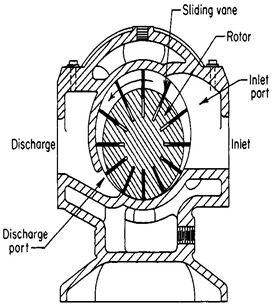 Sliding vane
Rotor
Inlet
port
Discharge
Inlet
Discharge
port